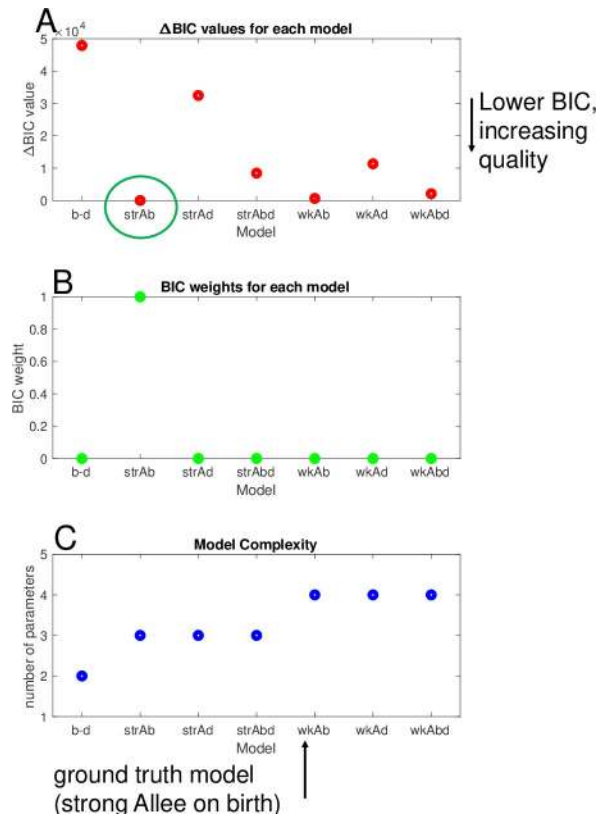 A
ΔBIC values for each model
×10⁴
5
4
3
2
1
0
ΔBIC value
b-d strAb strAd strAbd wkAb wkAd wkAbd
Model
Lower BIC,
increasing
quality
B
BIC weights for each model
1
0.8
0.6
0.4
0.2
0
BIC weight
b-d strAb strAd strAbd wkAb wkAd wkAbd
Model
C
Model Complexity
5
4
3
2
1
number of parameters
b-d strAb strAd strAbd wkAb wkAd wkAbd
Model
ground truth model
(strong Allee on birth)